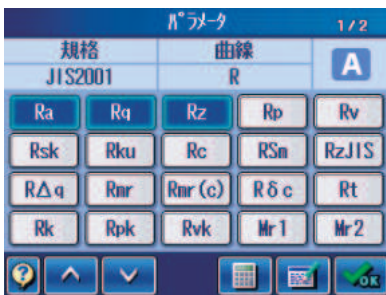 パラメータ 1/2
規格 曲線 A
JIS2001 R
Ra Rq Rz Rp Rv
Rsk Rku Rc RSm RzJIS
RΔq Rmr Rmr(c) Rδc Rt
Rk Rpk Rvk Mr1 Mr2
? OK